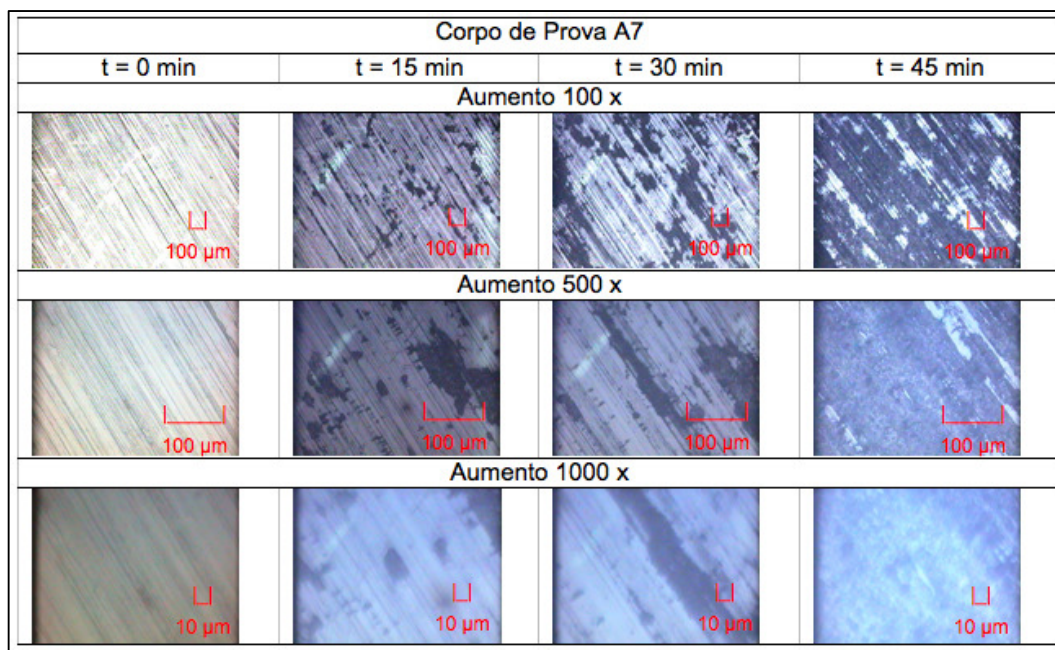 Corpo de Prova A7
t = 0 min t = 15 min t = 30 min t = 45 min
Aumento 100 x
100 µm 100 µm 100 µm 100 µm
Aumento 500 x
100 µm 100 µm 100 µm 100 µm
Aumento 1000 x
10 µm 10 µm 10 µm 10 µm